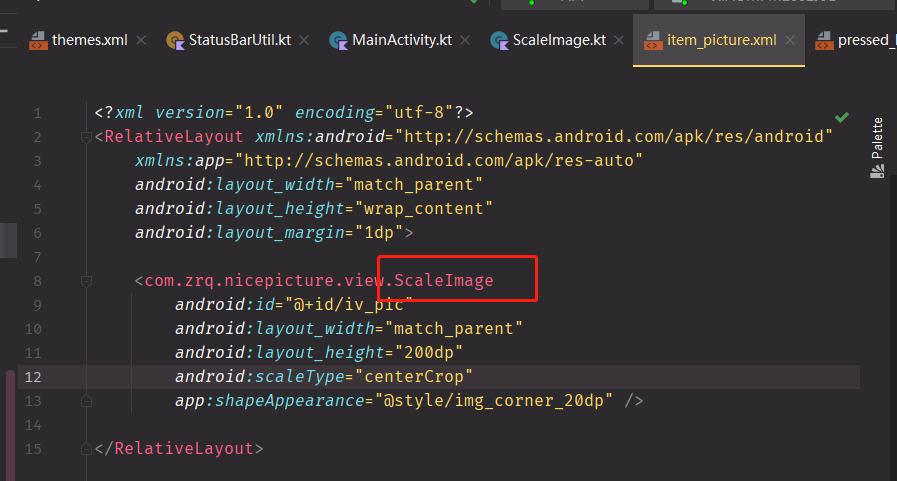 themes.xml StatusBarUtil.kt MainActivity.kt ScaleImage.kt item_picture.xml pressed_
1 <?xml version="1.0" encoding="utf-8"?>
2 <RelativeLayout xmlns:android="http://schemas.android.com/apk/res/android"
3 xmlns:app="http://schemas.android.com/apk/res-auto"
4 android:layout_width="match_parent"
5 android:layout_height="wrap_content"
6 android:layout_margin="1dp">
7
8 <com.zrq.nicepicture.view.ScaleImage
9 android:id="@+id/iv_pic"
10 android:layout_width="match_parent"
11 android:layout_height="200dp"
12 android:scaleType="centerCrop"
13 app:shapeAppearance="@style/img_corner_20dp" />
14
15 </RelativeLayout>
Palette